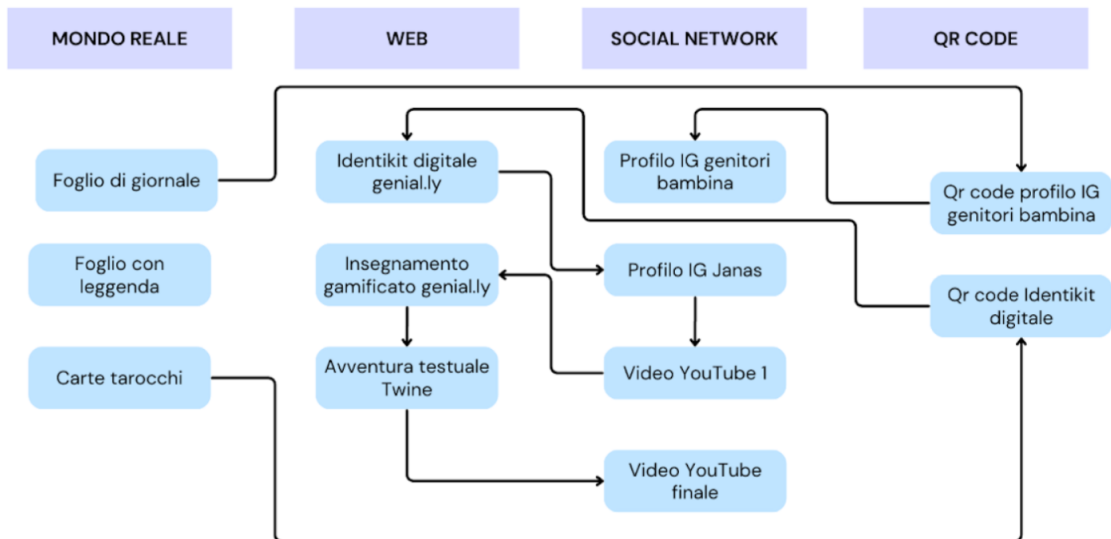 MONDO REALE
WEB
SOCIAL NETWORK
QR CODE
Foglio di giornale
Identikit digitale
genial.ly
Profilo IG genitori
bambina
Qr code profilo IG
genitori bambina
Foglio con
leggenda
Insegnamento
gamificato genial.ly
Profilo IG Janas
Qr code Identikit
digitale
Carte tarocchi
Avventura testuale
Twine
Video YouTube 1
Video YouTube
finale